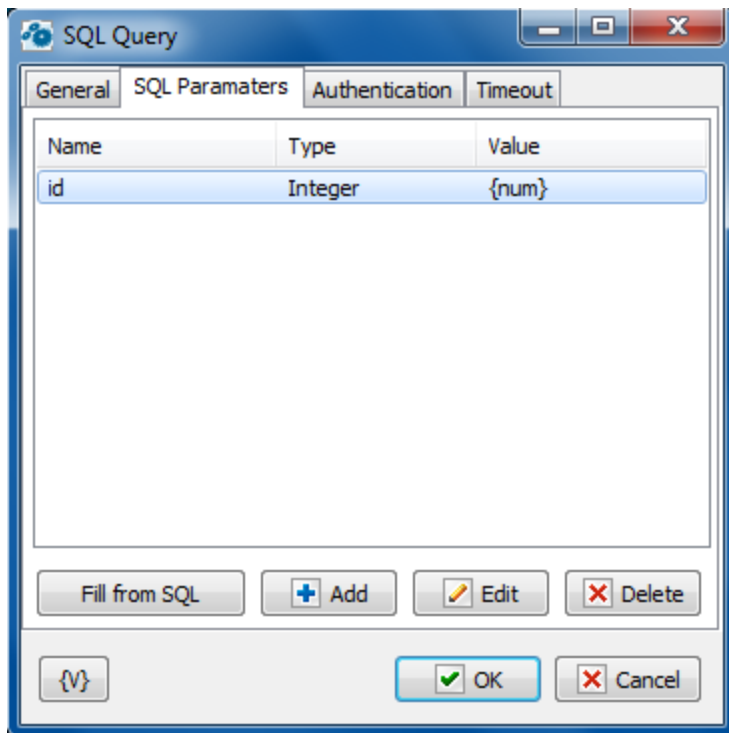 SQL Query
General SQL Paramaters Authentication Timeout
Name Type Value
id Integer {num}
Fill from SQL Add Edit Delete
{V} OK Cancel